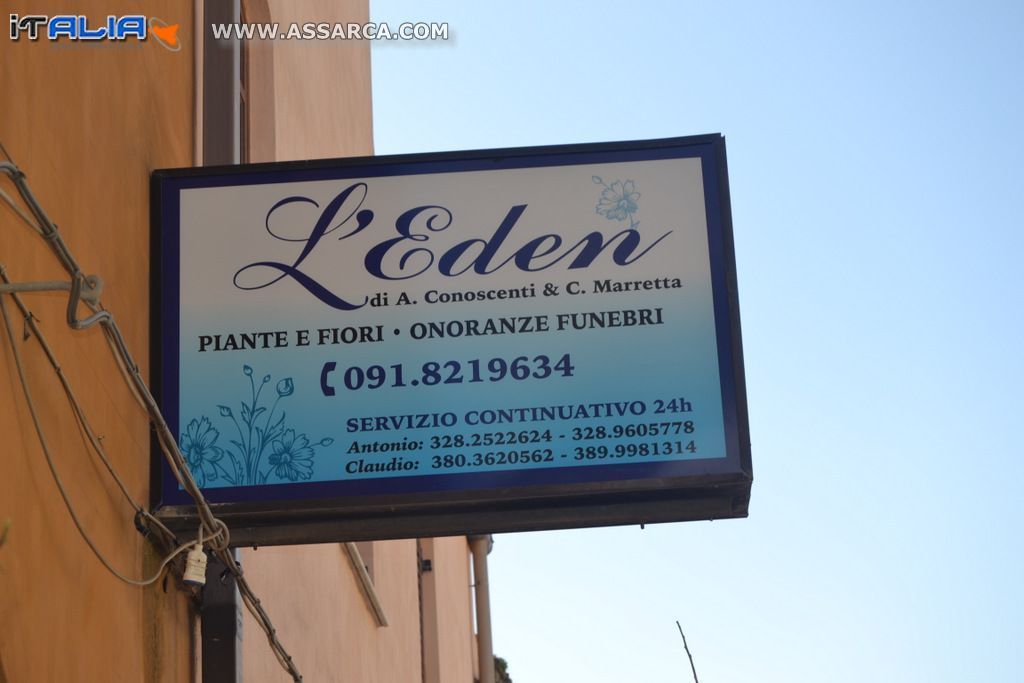 iTALIA
WWW.ASSARCA.COM
L'Eden
di A. Conoscenti & C. Marretta
PIANTE E FIORI • ONORANZE FUNEBRI
091.8219634
SERVIZIO CONTINUATIVO 24h
Antonio: 328.2522624 - 328.9605778
Claudio: 380.3620562 - 389.9981314